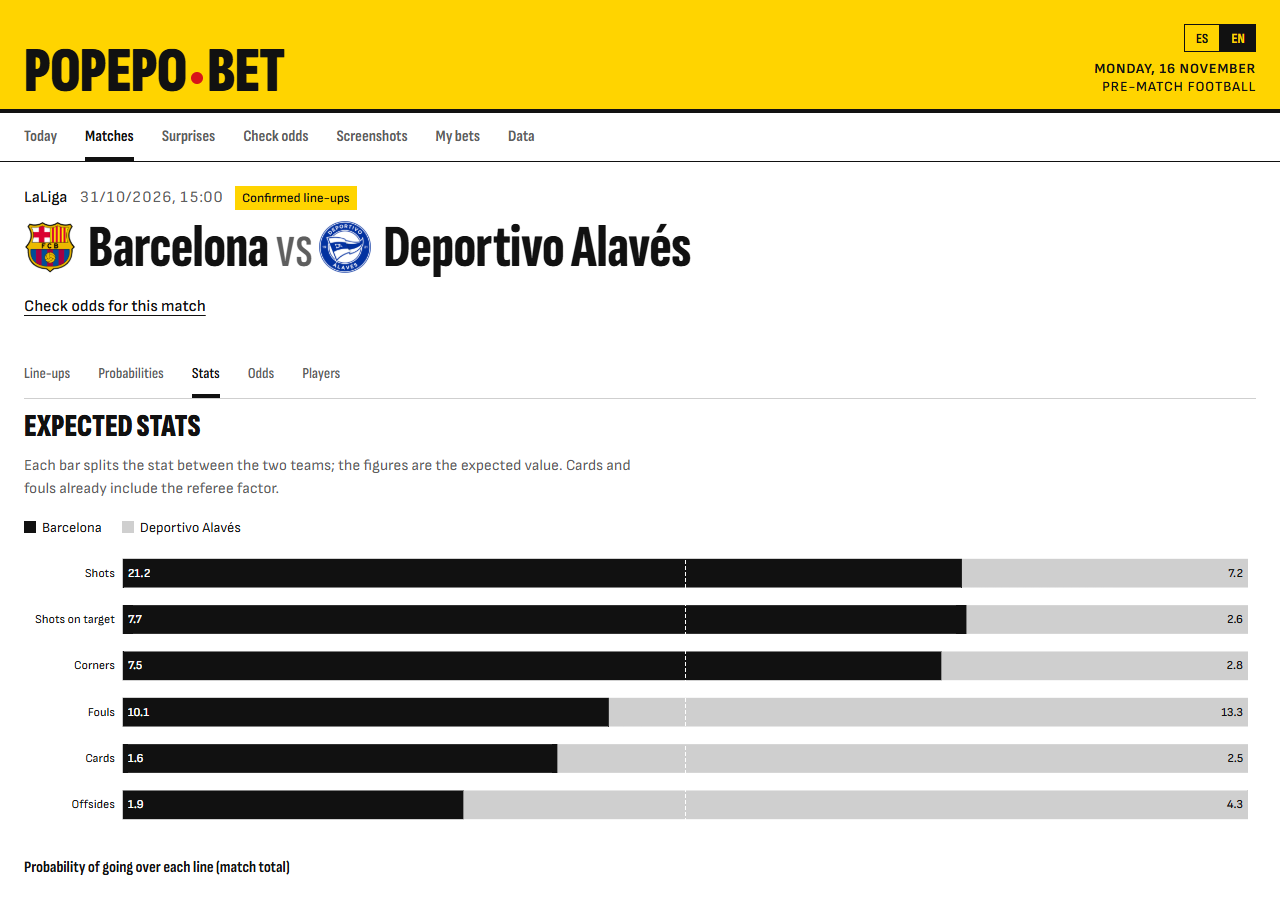 POPEPO•BET
ES EN
MONDAY, 16 NOVEMBER
PRE-MATCH FOOTBALL
Today Matches Surprises Check odds Screenshots My bets Data
LaLiga 31/10/2026, 15:00 Confirmed line-ups
FCB Barcelona vs DEPORTIVO ALAVÉS Deportivo Alavés
Check odds for this match
Line-ups Probabilities Stats Odds Players
EXPECTED STATS
Each bar splits the stat between the two teams; the figures are the expected value. Cards and
fouls already include the referee factor.
Barcelona Deportivo Alavés
Shots 21.2 7.2
Shots on target 7.7 2.6
Corners 7.5 2.8
Fouls 10.1 13.3
Cards 1.6 2.5
Offsides 1.9 4.3
Probability of going over each line (match total)